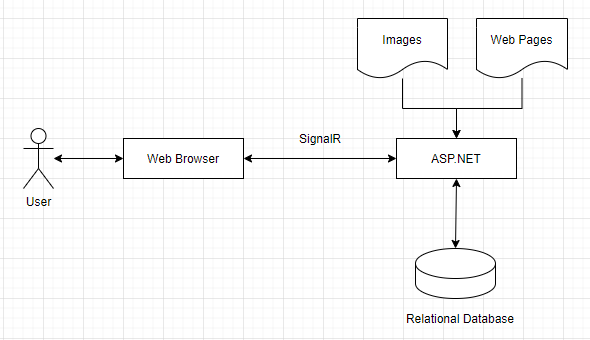 Images
Web Pages
SignalR
Web Browser
ASP.NET
User
Relational Database